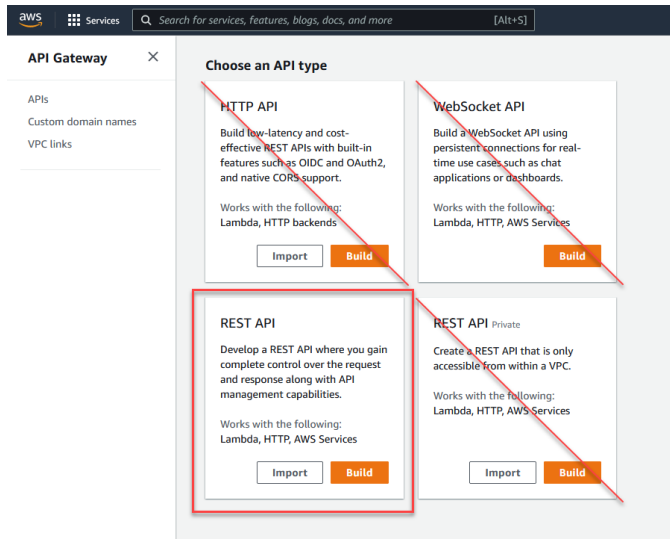 aws
Services
Search for services, features, blogs, docs, and more
[Alt+S]
API Gateway
APIs
Custom domain names
VPC links
Choose an API type
HTTP API
Build low-latency and cost-
effective REST APIs with built-in
features such as OIDC and OAuth2,
and native CORS support.
Works with the following:
Lambda, HTTP backends
Import
Build
WebSocket API
Build a WebSocket API using
persistent connections for real-
time use cases such as chat
applications or dashboards.
Works with the following:
Lambda, HTTP, AWS Services
Build
REST API
Develop a REST API where you gain
complete control over the request
and response along with API
management capabilities.
Works with the following:
Lambda, HTTP, AWS Services
Import
Build
REST API Private
Create a REST API that is only
accessible from within a VPC.
Works with the following:
Lambda, HTTP, AWS Services
Import
Build